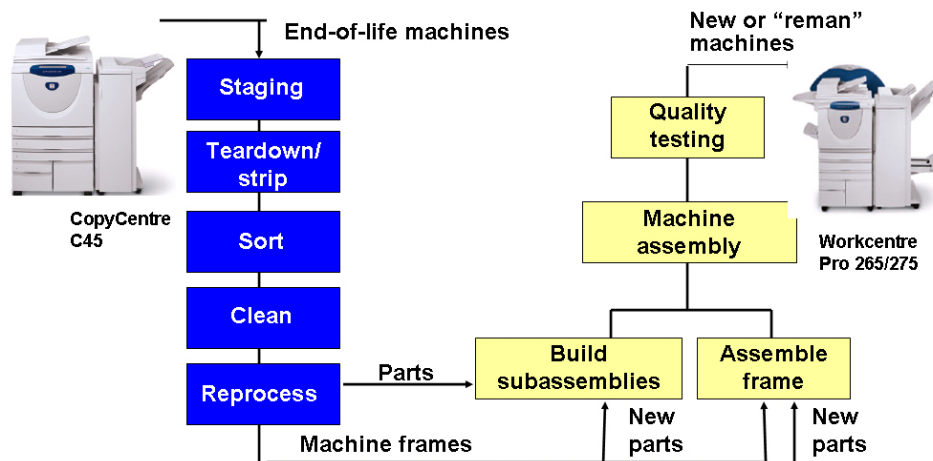 End-of-life machines
New or “reman”
machines
Staging
Quality
testing
Teardown/
strip
CopyCentre
C45
Sort
Machine
assembly
Workcentre
Pro 265/275
Clean
Build
subassemblies
Assemble
frame
Reprocess
Parts
New
parts
New
parts
Machine frames